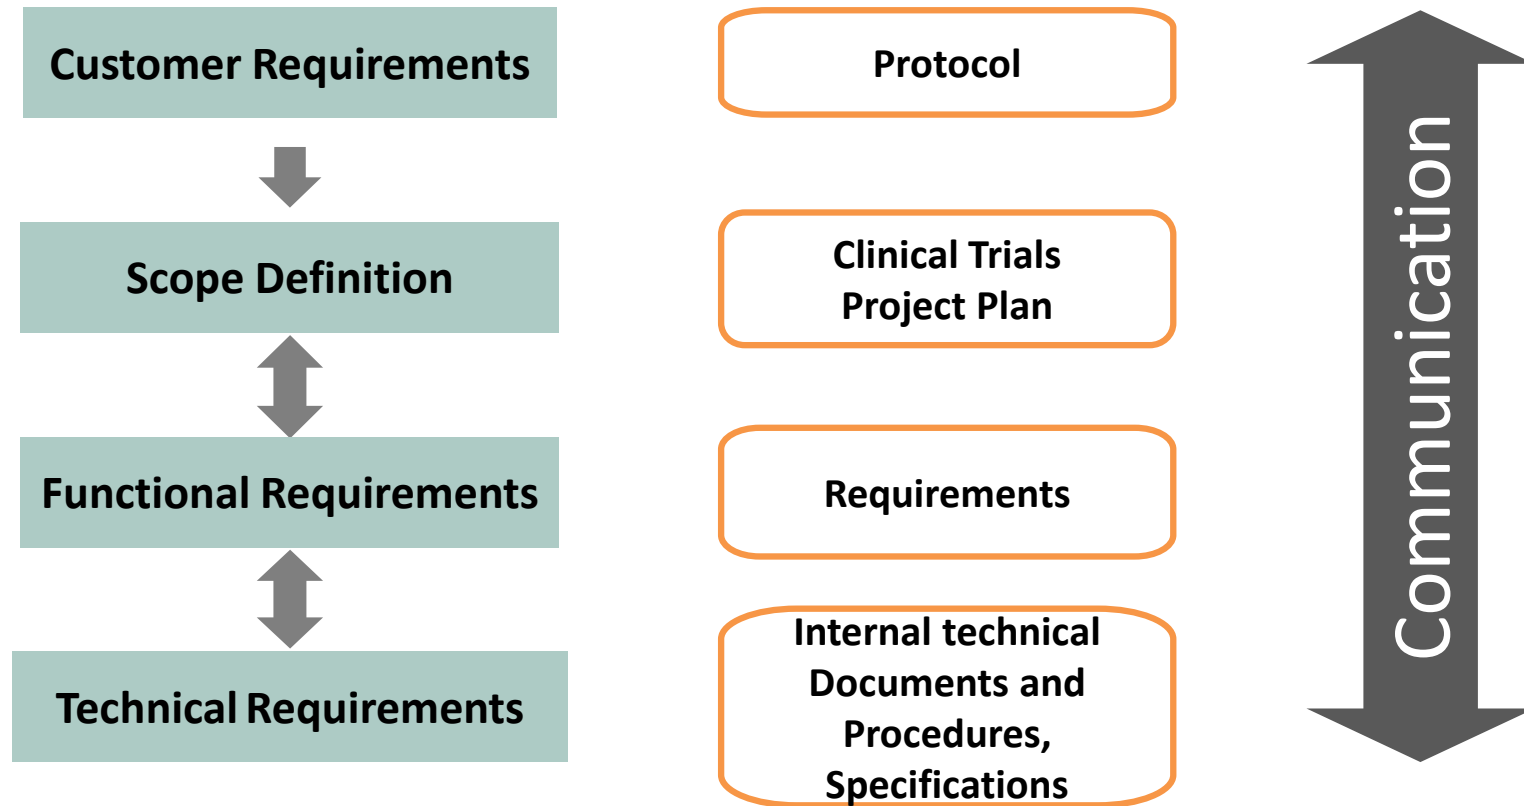 Customer Requirements
Protocol
Scope Definition
Clinical Trials
Project Plan
Functional Requirements
Requirements
Technical Requirements
Internal technical
Documents and
Procedures,
Specifications
Communication